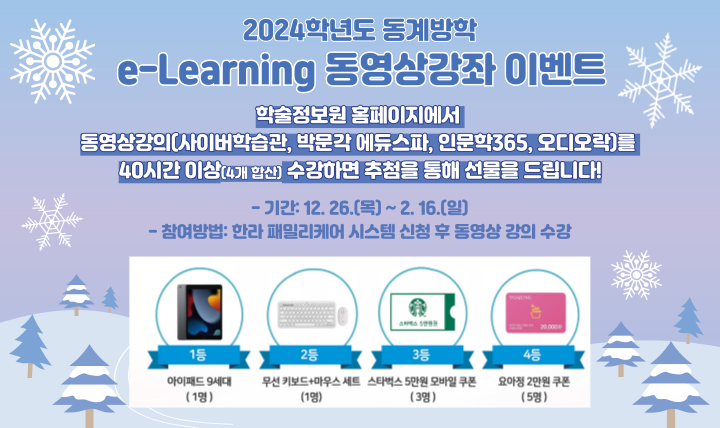 2024학년도 동계방학
e-Learning 동영상강좌 이벤트
학술정보원 홈페이지에서
동영상강의(사이버학습관, 박문각 에듀스파, 인문학365, 오디오락)를
40시간 이상(4개 합산) 수강하면 추첨을 통해 선물을 드립니다!
- 기간: 12. 26.(목) ~ 2. 16.(일)
- 참여방법: 한라 패밀리케어 시스템 신청 후 동영상 강의 수강
스타벅스 5만원권
20,000원
1등 2등 3등 4등
아이패드 9세대 무선 키보드+마우스 세트 스타벅스 5만원 모바일 쿠폰 요아정 2만원 쿠폰
( 1명 ) (1명) ( 3명 ) ( 5명 )